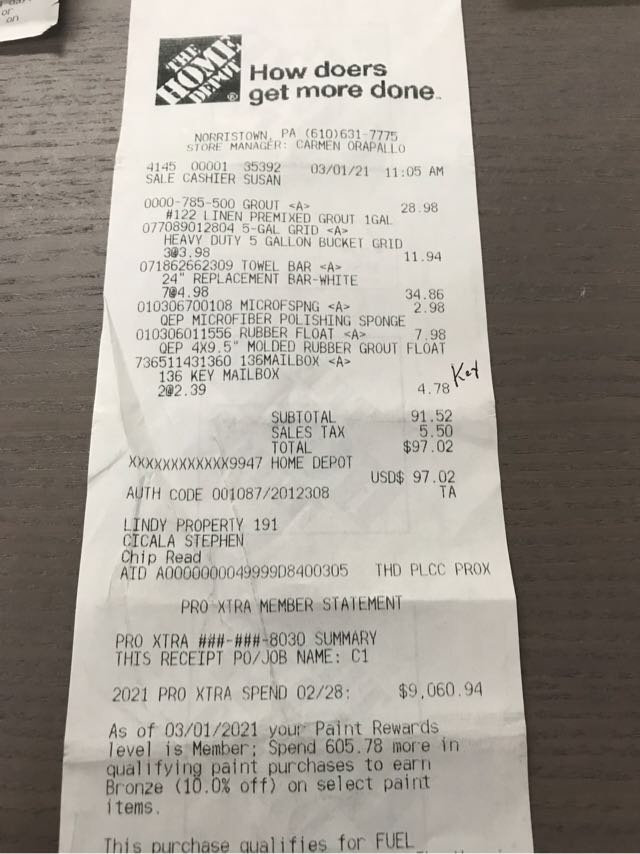 or
on
THE
HOME
DEPOT
How doers
get more done.
NORRISTOWN, PA (610)631-7775
STORE MANAGER: CARMEN ORAPALLO
4145 00001 35392 03/01/21 11:05 AM
SALE CASHIER SUSAN
0000-785-500 GROUT <A> 28.98
#122 LINEN PREMIXED GROUT 1GAL
077089012804 5-GAL GRID <A>
HEAVY DUTY 5 GALLON BUCKET GRID
3@3.98 11.94
071862662309 TOWEL BAR <A>
24" REPLACEMENT BAR-WHITE
7@4.98 34.86
010306700108 MICROFSPNG <A> 2.98
QEP MICROFIBER POLISHING SPONGE
010306011556 RUBBER FLOAT <A> 7.98
QEP 4X9.5" MOLDED RUBBER GROUT FLOAT
736511431360 136MAILBOX <A>
136 KEY MAILBOX
2@2.39 4.78 Key
SUBTOTAL 91.52
SALES TAX 5.50
TOTAL $97.02
XXXXXXXXXXXX9947 HOME DEPOT
USD$ 97.02
AUTH CODE 001087/2012308 TA
LINDY PROPERTY 191
CICALA STEPHEN
Chip Read
AID A0000000049999D8400305 THD PLCC PROX
PRO XTRA MEMBER STATEMENT
PRO XTRA ###-###-8030 SUMMARY
THIS RECEIPT PO/JOB NAME: C1
2021 PRO XTRA SPEND 02/28: $9,060.94
As of 03/01/2021 your Paint Rewards
level is Member; Spend 605.78 more in
qualifying paint purchases to earn
Bronze (10.0% off) on select paint
items.
This purchase qualifies for FUEL